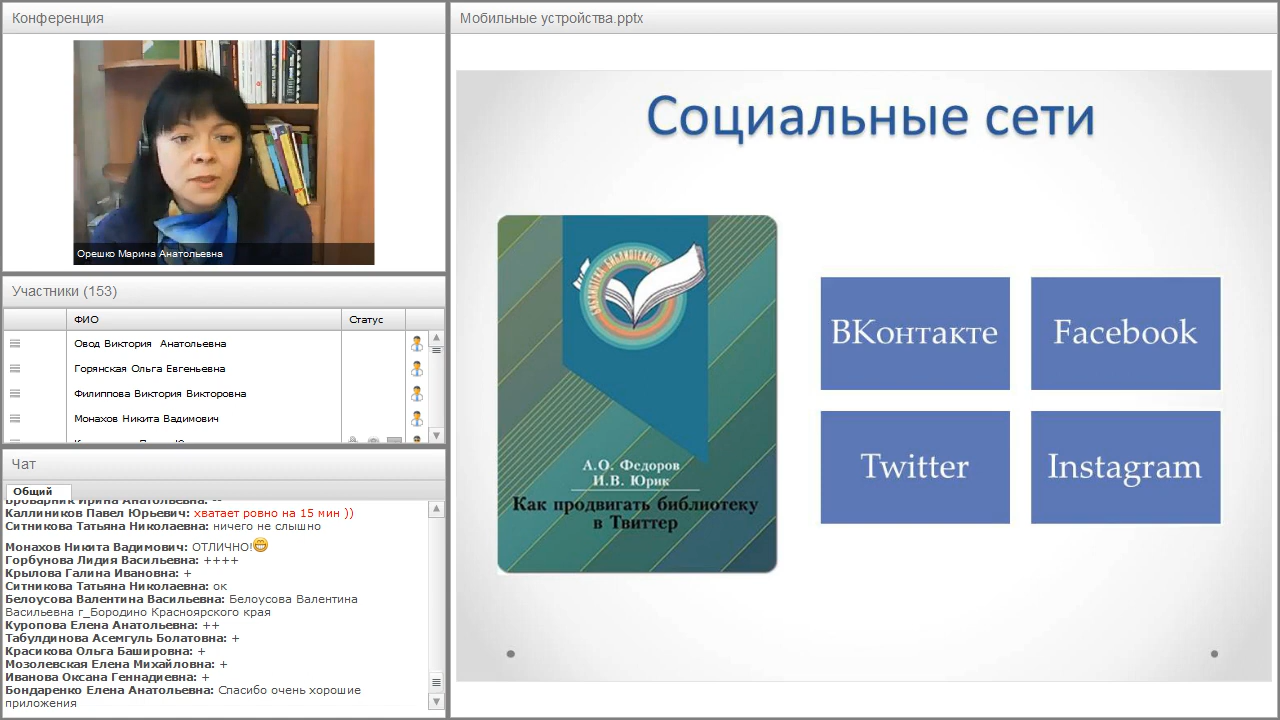 Конференция
Орешко Марина Анатольевна
Участники (153)
ФИО
Статус
Овод Виктория Анатольевна
Горянская Ольга Евгеньевна
Филиппова Виктория Викторовна
Монахов Никита Вадимович
Чат
Общий
Броварник Ирина Анатольевна: --
Каллиников Павел Юрьевич: хватает ровно на 15 мин ))
Ситникова Татьяна Николаевна: ничего не слышно
Монахов Никита Вадимович: ОТЛИЧНО!
Горбунова Лидия Васильевна: ++++
Крылова Галина Ивановна: +
Ситникова Татьяна Николаевна: ок
Белоусова Валентина Васильевна: Белоусова Валентина
Васильевна г_Бородино Красноярского края
Куропова Елена Анатольевна: ++
Табулдинова Асемгуль Болатовна: +
Красикова Ольга Башировна: +
Мозолевская Елена Михайловна: +
Иванова Оксана Геннадиевна: +
Бондаренко Елена Анатольевна: Спасибо очень хорошие
приложения
Мобильные устройства.pptx
Социальные сети
А.О. Федоров
И.В. Юрик
Как продвигать библиотеку
в Твиттер
ВКонтакте
Facebook
Twitter
Instagram